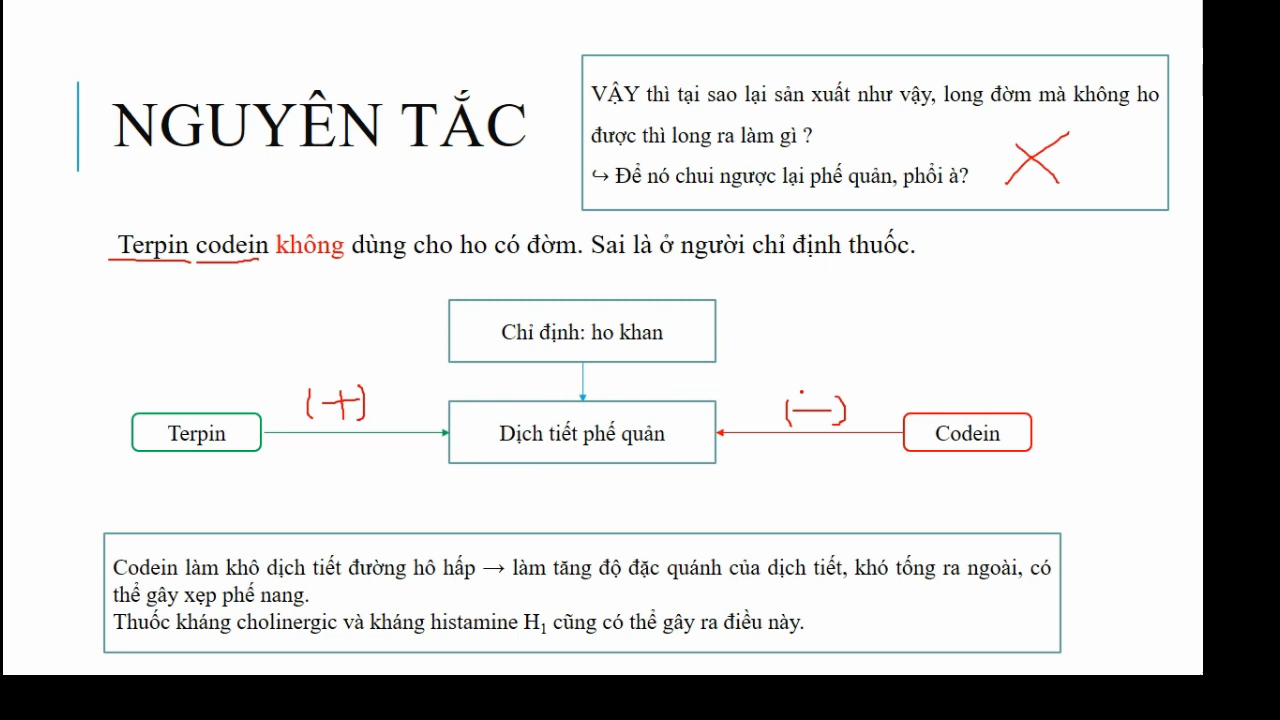 NGUYÊN TẮC
VẬY thì tại sao lại sản xuất như vậy, long đờm mà không ho
được thì long ra làm gì ?
↪ Để nó chui ngược lại phế quản, phổi à?
Terpin codein không dùng cho ho có đờm. Sai là ở người chỉ định thuốc.
Chỉ định: ho khan
(+)
(-)
Terpin
Dịch tiết phế quản
Codein
Codein làm khô dịch tiết đường hô hấp → làm tăng độ đặc quánh của dịch tiết, khó tống ra ngoài, có
thể gây xẹp phế nang.
Thuốc kháng cholinergic và kháng histamine H₁ cũng có thể gây ra điều này.